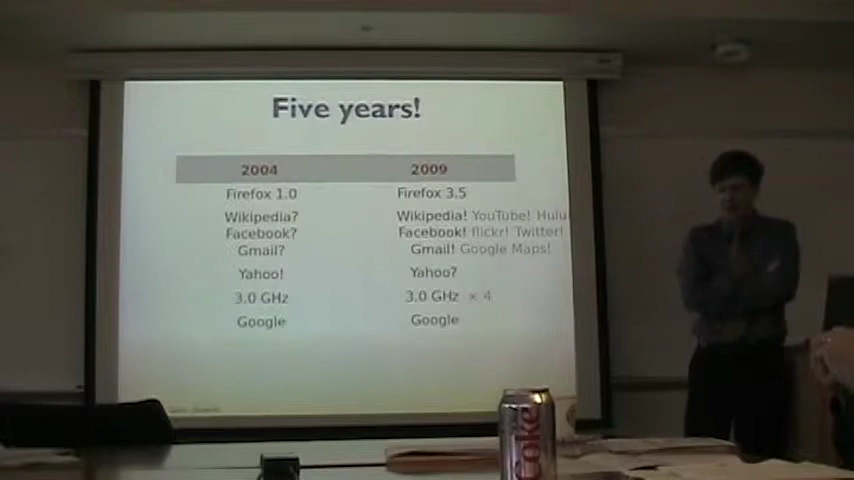 Five years!
2004 2009
Firefox 1.0 Firefox 3.5
Wikipedia? Wikipedia! YouTube! Hulu
Facebook? Facebook! flickr! Twitter!
Gmail? Gmail! Google Maps!
Yahoo! Yahoo?
3.0 GHz 3.0 GHz × 4
Google Google
Coke